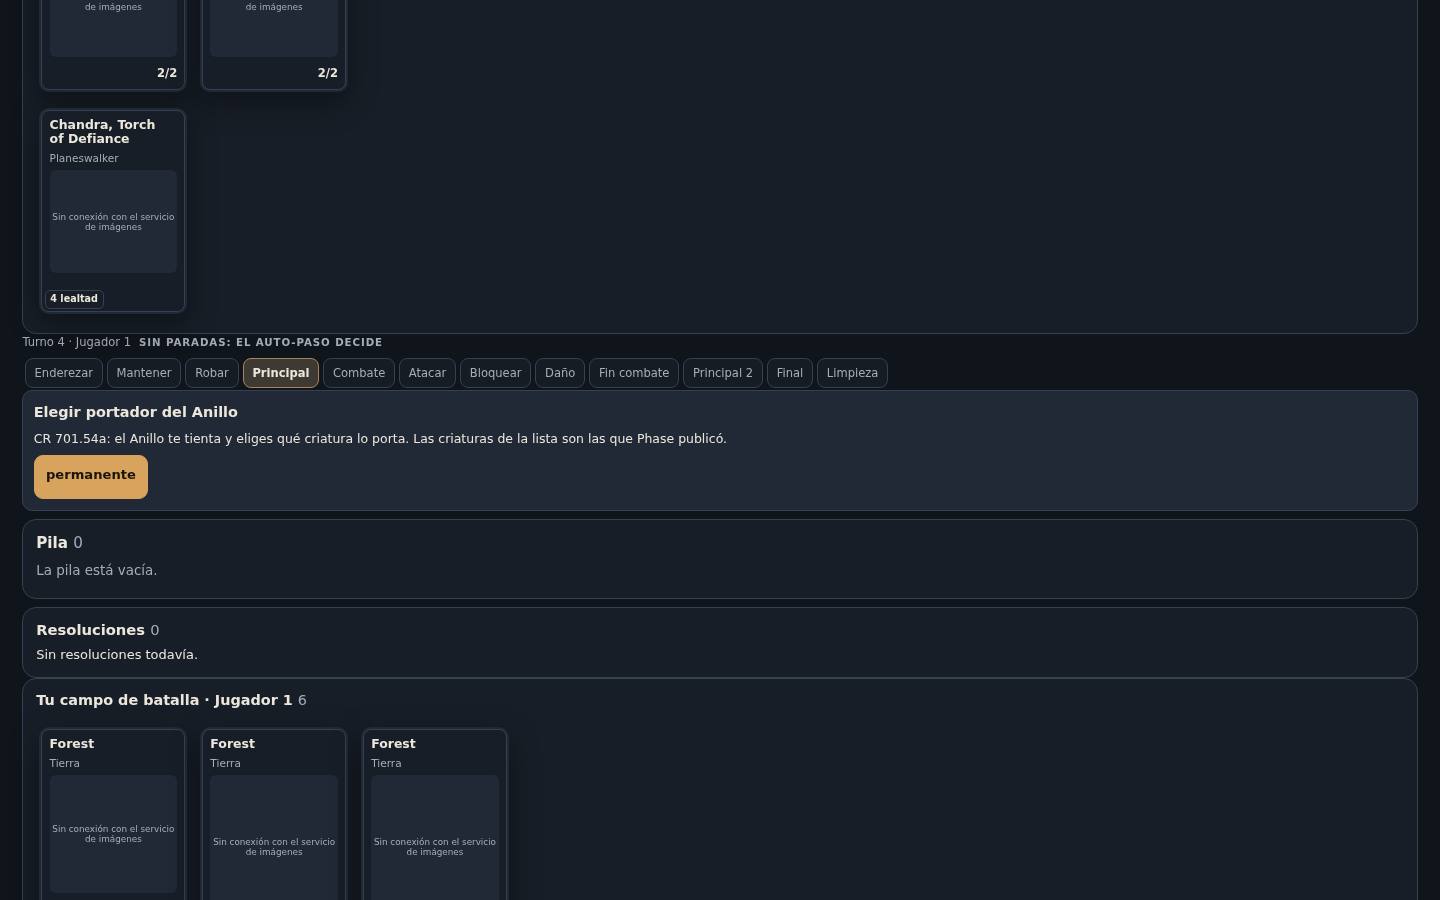 de imágenes
de imágenes
2/2
2/2
Chandra, Torch
of Defiance
Planeswalker
Sin conexión con el servicio
de imágenes
4 lealtad
Turno 4 · Jugador 1 SIN PARADAS: EL AUTO-PASO DECIDE
Enderezar
Mantener
Robar
Principal
Combate
Atacar
Bloquear
Daño
Fin combate
Principal 2
Final
Limpieza
Elegir portador del Anillo
CR 701.54a: el Anillo te tienta y eliges qué criatura lo porta. Las criaturas de la lista son las que Phase publicó.
permanente
Pila 0
La pila está vacía.
Resoluciones 0
Sin resoluciones todavía.
Tu campo de batalla · Jugador 1 6
Forest
Tierra
Sin conexión con el servicio
de imágenes
Forest
Tierra
Sin conexión con el servicio
de imágenes
Forest
Tierra
Sin conexión con el servicio
de imágenes